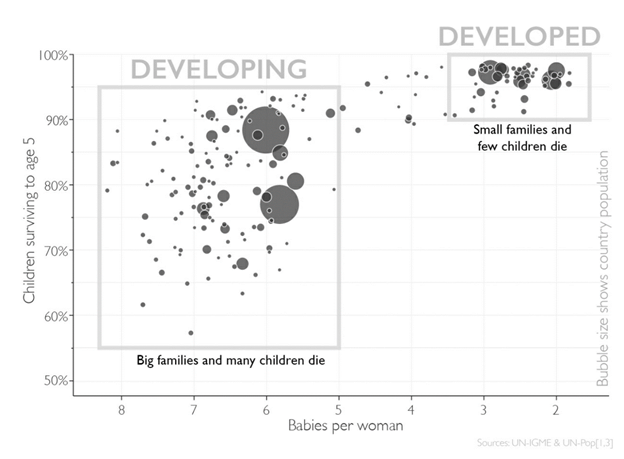 DEVELOPED
DEVELOPING
100%
90%
80%
70%
60%
50%
Children surviving to age 5
Small families and
few children die
Big families and many children die
Bubble size shows country population
8 7 6 5 4 3 2
Babies per woman
Sources: UN-IGME & UN-Pop[1,3]